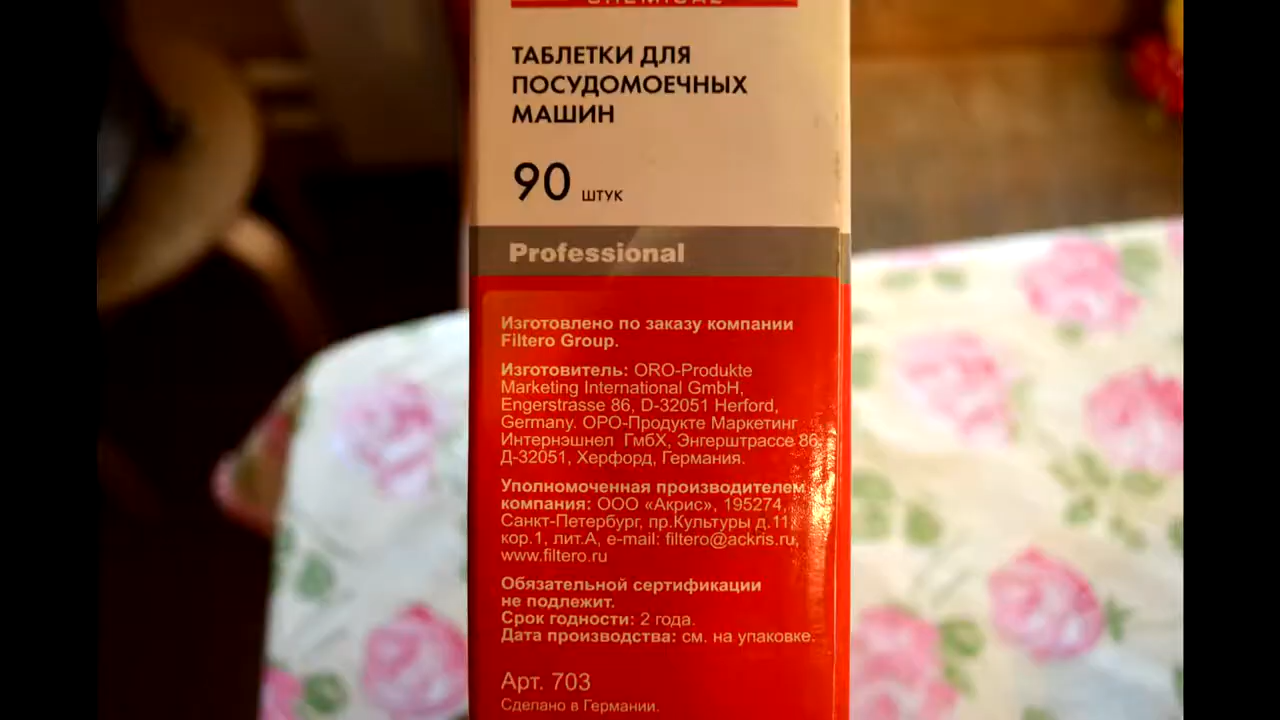 ТАБЛЕТКИ ДЛЯ
ПОСУДОМОЕЧНЫХ
МАШИН
90 ШТУК
Professional
Изготовлено по заказу компании
Filtero Group.
Изготовитель: ORO-Produkte
Marketing International GmbH,
Engerstrasse 86, D-32051 Herford,
Germany. ОРО-Продукте Маркетинг
Интернэшнел ГмбХ, Энгерштрассе 86,
Д-32051, Херфорд, Германия.
Уполномоченная производителем
компания: ООО «Акрис», 195274,
Санкт-Петербург, пр.Культуры д.11,
кор.1, лит.А, e-mail: filtero@ackris.ru,
www.filtero.ru
Обязательной сертификации
не подлежит.
Срок годности: 2 года.
Дата производства: см. на упаковке.
Арт. 703
Сделано в Германии.